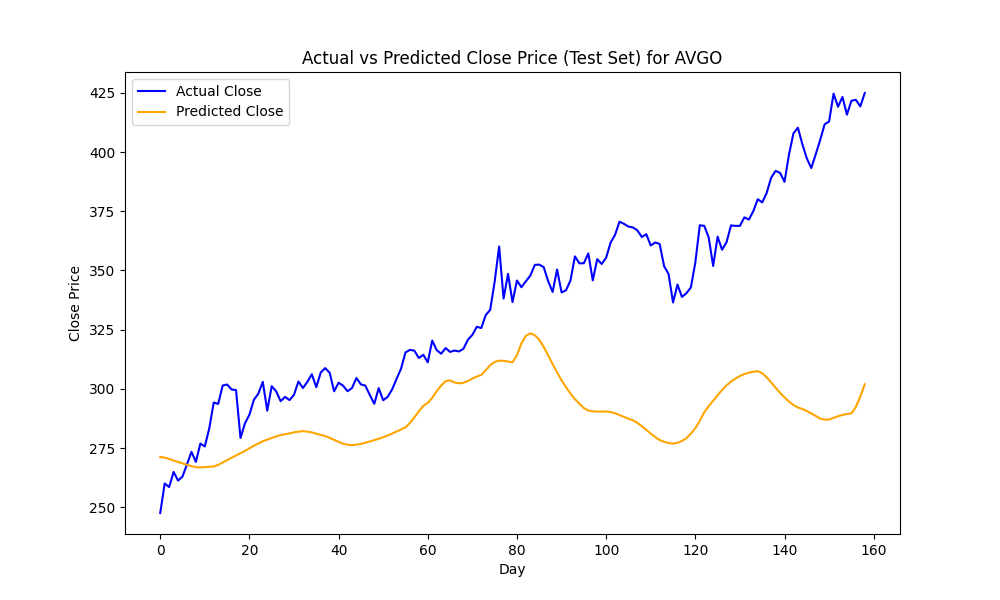 Actual vs Predicted Close Price (Test Set) for AVGO
Actual Close
Predicted Close
425
400
375
350
325
300
275
250
Close Price
0 20 40 60 80 100 120 140 160
Day